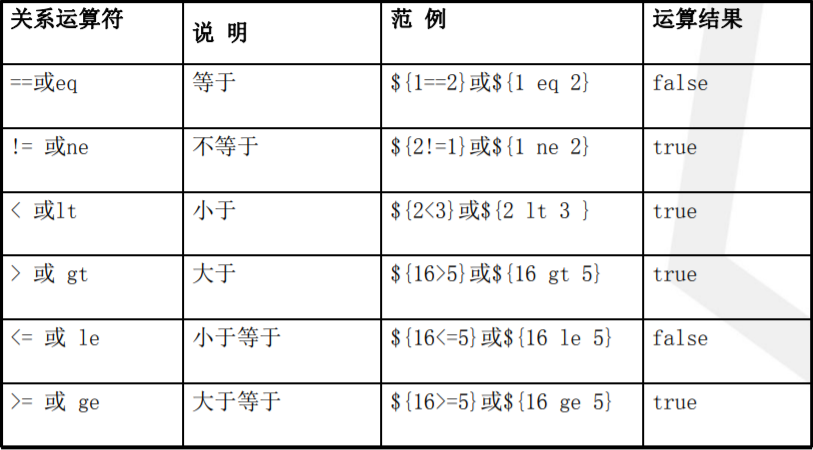 关系运算符 说 明 范 例 运算结果
==或eq 等于 ${1==2}或${1 eq 2} false
!= 或ne 不等于 ${2!=1}或${1 ne 2} true
< 或lt 小于 ${2<3}或${2 lt 3 } true
> 或 gt 大于 ${16>5}或${16 gt 5} true
<= 或 le 小于等于 ${16<=5}或${16 le 5} false
>= 或 ge 大于等于 ${16>=5}或${16 ge 5} true